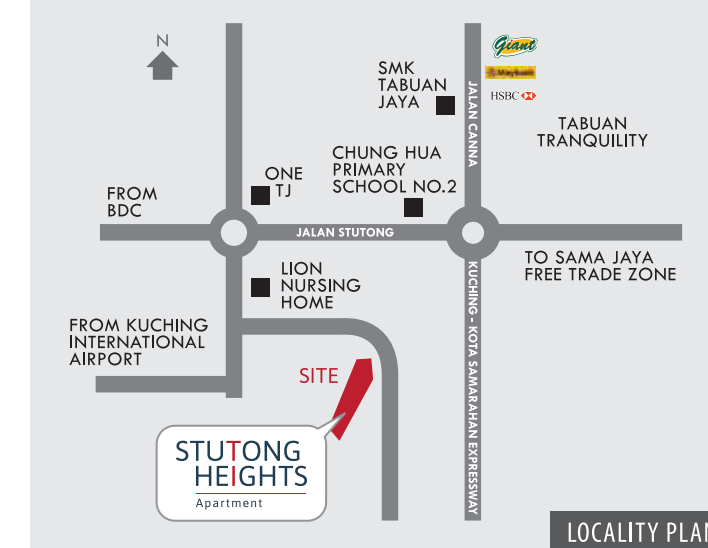 N
Giant
Maybank
HSBC
SMK
TABUAN
JAYA
JALAN CANNA
TABUAN
TRANQUILITY
CHUNG HUA
PRIMARY
SCHOOL NO.2
ONE
TJ
FROM
BDC
JALAN STUTONG
TO SAMA JAYA
FREE TRADE ZONE
LION
NURSING
HOME
KUCHING - KOTA SAMARAHAN EXPRESSWAY
FROM KUCHING
INTERNATIONAL
AIRPORT
SITE
STUTONG
HEIGHTS
Apartment
LOCALITY PLAN